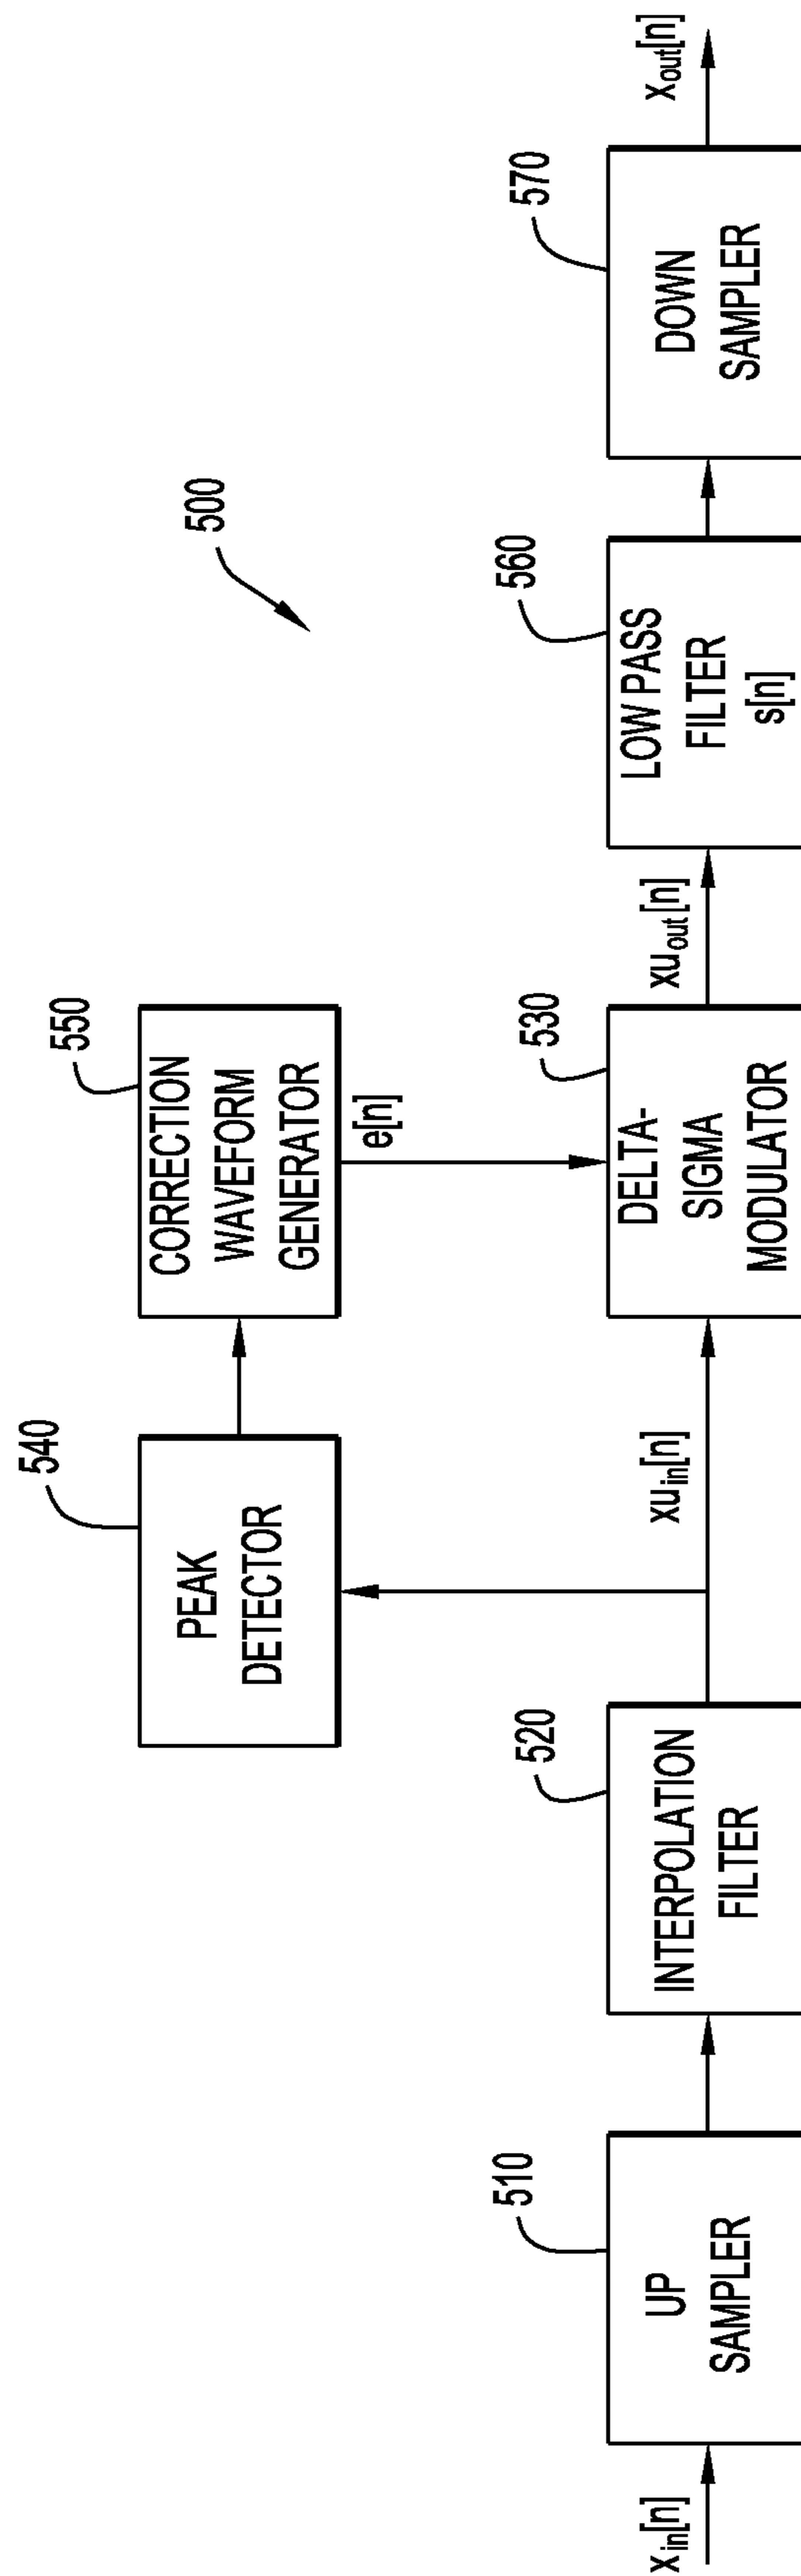 500
540
PEAK
DETECTOR
550
CORRECTION
WAVEFORM
GENERATOR
e[n]
x_in[n]
510
UP
SAMPLER
520
INTERPOLATION
FILTER
xu_in[n]
530
DELTA-
SIGMA
MODULATOR
xu_out[n]
560
LOW PASS
FILTER
s[n]
570
DOWN
SAMPLER
x_out[n]